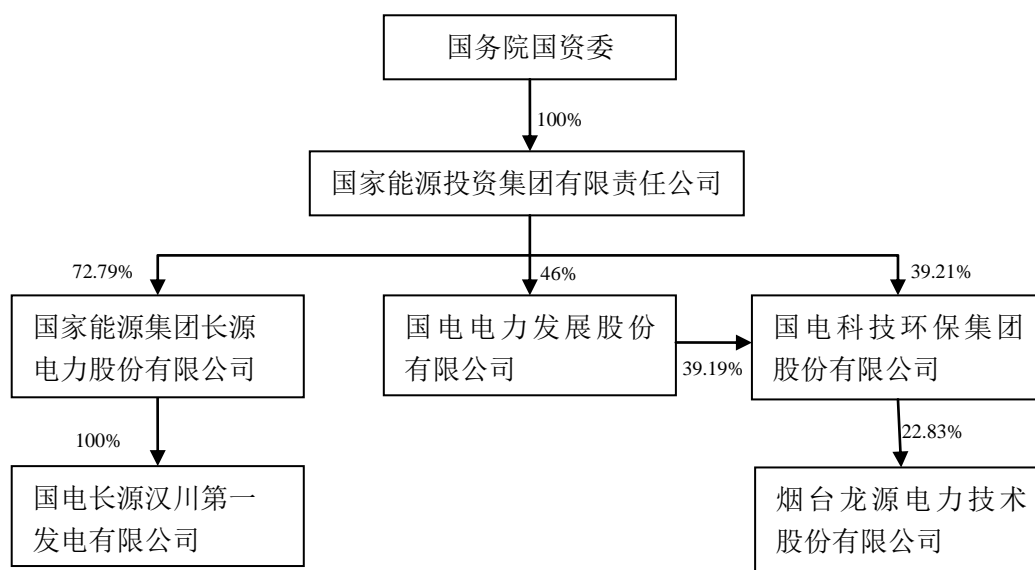 国务院国资委
100%
国家能源投资集团有限责任公司
72.79%
46%
39.21%
国家能源集团长源
电力股份有限公司
国电电力发展股份
有限公司
39.19%
国电科技环保集团
股份有限公司
100%
22.83%
国电长源汉川第一
发电有限公司
烟台龙源电力技术
股份有限公司